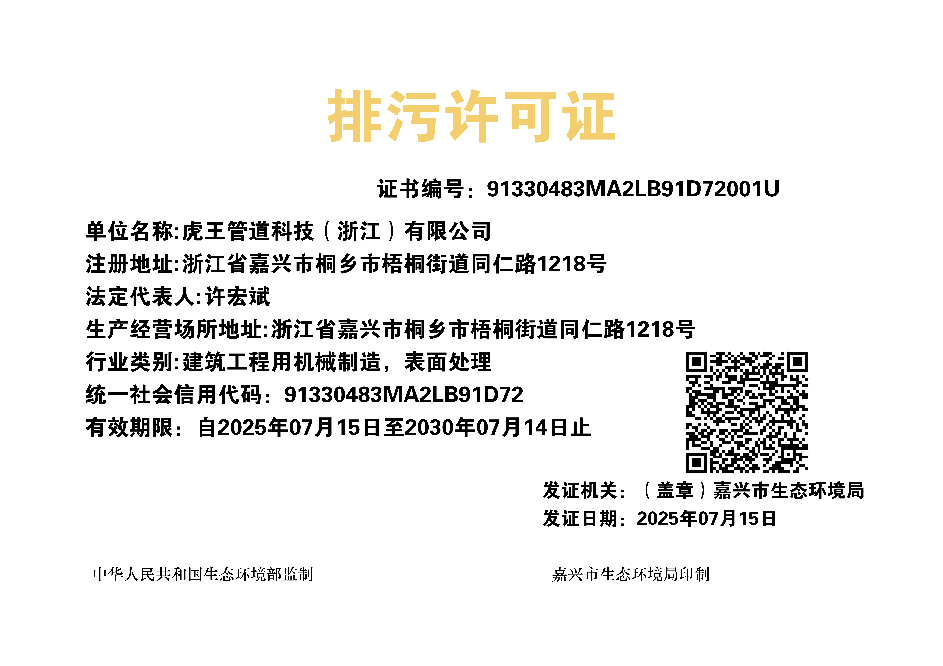 排污许可证
证书编号：91330483MA2LB91D72001U
单位名称:虎王管道科技（浙江）有限公司
注册地址:浙江省嘉兴市桐乡市梧桐街道同仁路1218号
法定代表人:许宏斌
生产经营场所地址:浙江省嘉兴市桐乡市梧桐街道同仁路1218号
行业类别:建筑工程用机械制造，表面处理
统一社会信用代码：91330483MA2LB91D72
有效期限：自2025年07月15日至2030年07月14日止
发证机关：（盖章）嘉兴市生态环境局
发证日期：2025年07月15日
中华人民共和国生态环境部监制
嘉兴市生态环境局印制